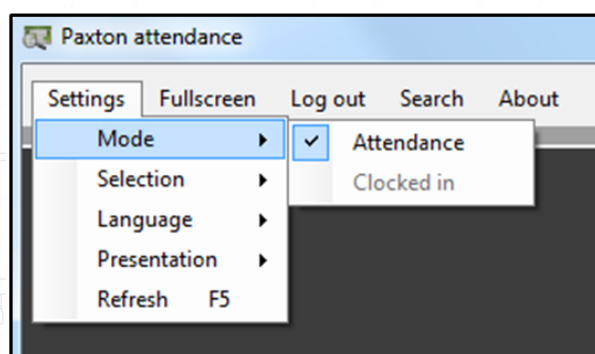 Paxton attendance
Settings Fullscreen Log out Search About
Mode
Attendance
Selection
Clocked in
Language
Presentation
Refresh F5